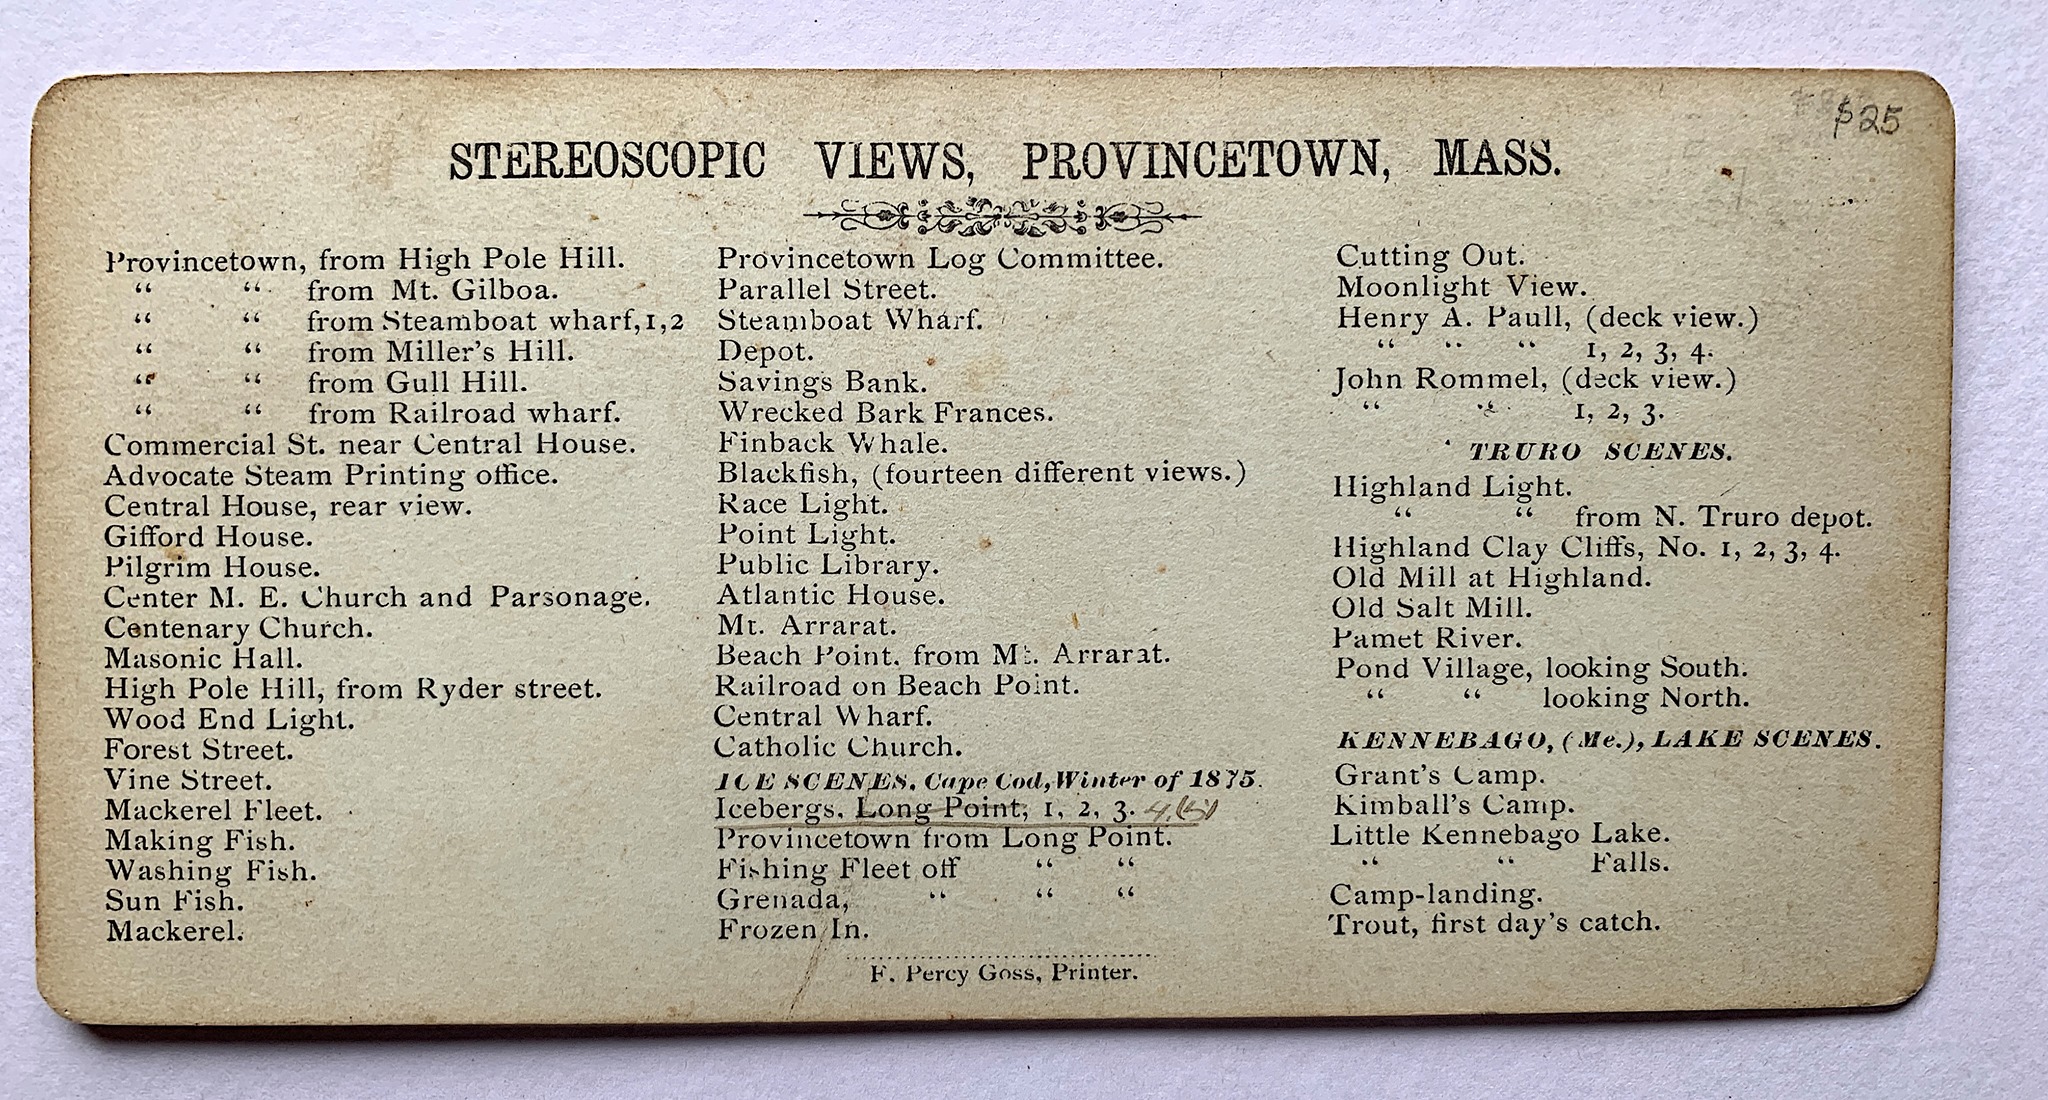 $25
STEREOSCOPIC VIEWS, PROVINCETOWN, MASS.
Provincetown, from High Pole Hill.
“ “ from Mt. Gilboa.
“ “ from Steamboat wharf, 1, 2
“ “ from Miller's Hill.
“ “ from Gull Hill.
“ “ from Railroad wharf.
Commercial St. near Central House.
Advocate Steam Printing office.
Central House, rear view.
Gifford House.
Pilgrim House.
Center M. E. Church and Parsonage.
Centenary Church.
Masonic Hall.
High Pole Hill, from Ryder street.
Wood End Light.
Forest Street.
Vine Street.
Mackerel Fleet.
Making Fish.
Washing Fish.
Sun Fish.
Mackerel.
Provincetown Log Committee.
Parallel Street.
Steamboat Wharf.
Depot.
Savings Bank.
Wrecked Bark Frances.
Finback Whale.
Blackfish, (fourteen different views.)
Race Light.
Point Light.
Public Library.
Atlantic House.
Mt. Arrarat.
Beach Point, from Mt. Arrarat.
Railroad on Beach Point.
Central Wharf.
Catholic Church.
ICE SCENES, Cape Cod, Winter of 1875.
Icebergs, Long Point, 1, 2, 3. 4.
Provincetown from Long Point.
Fishing Fleet off “ “
Grenada, “ “ “
Frozen In.
Cutting Out.
Moonlight View.
Henry A. Paull, (deck view.)
“ “ “ 1, 2, 3, 4.
John Rommel, (deck view.)
“ “ 1, 2, 3.
TRURO SCENES.
Highland Light.
“ “ from N. Truro depot.
Highland Clay Cliffs, No. 1, 2, 3, 4.
Old Mill at Highland.
Old Salt Mill.
Pamet River.
Pond Village, looking South.
“ “ looking North.
KENNEBAGO, (Me.), LAKE SCENES.
Grant's Camp.
Kimball's Camp.
Little Kennebago Lake.
“ “ Falls.
Camp-landing.
Trout, first day's catch.
F. Percy Goss, Printer.